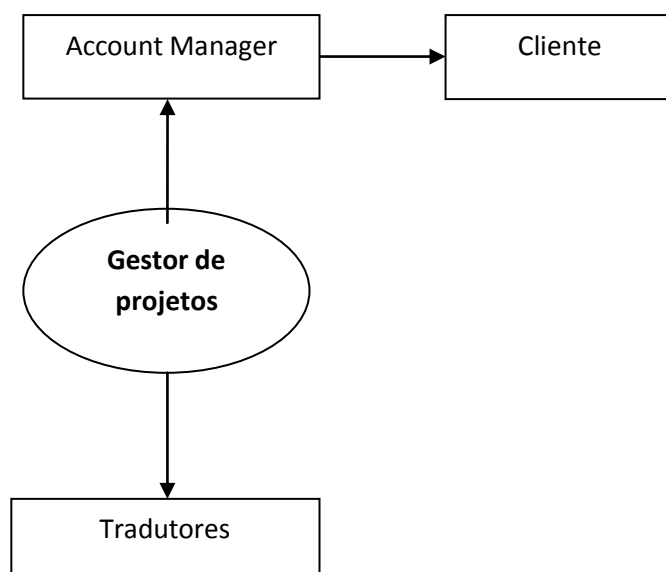 Account Manager
Cliente
Gestor de
projetos
Tradutores